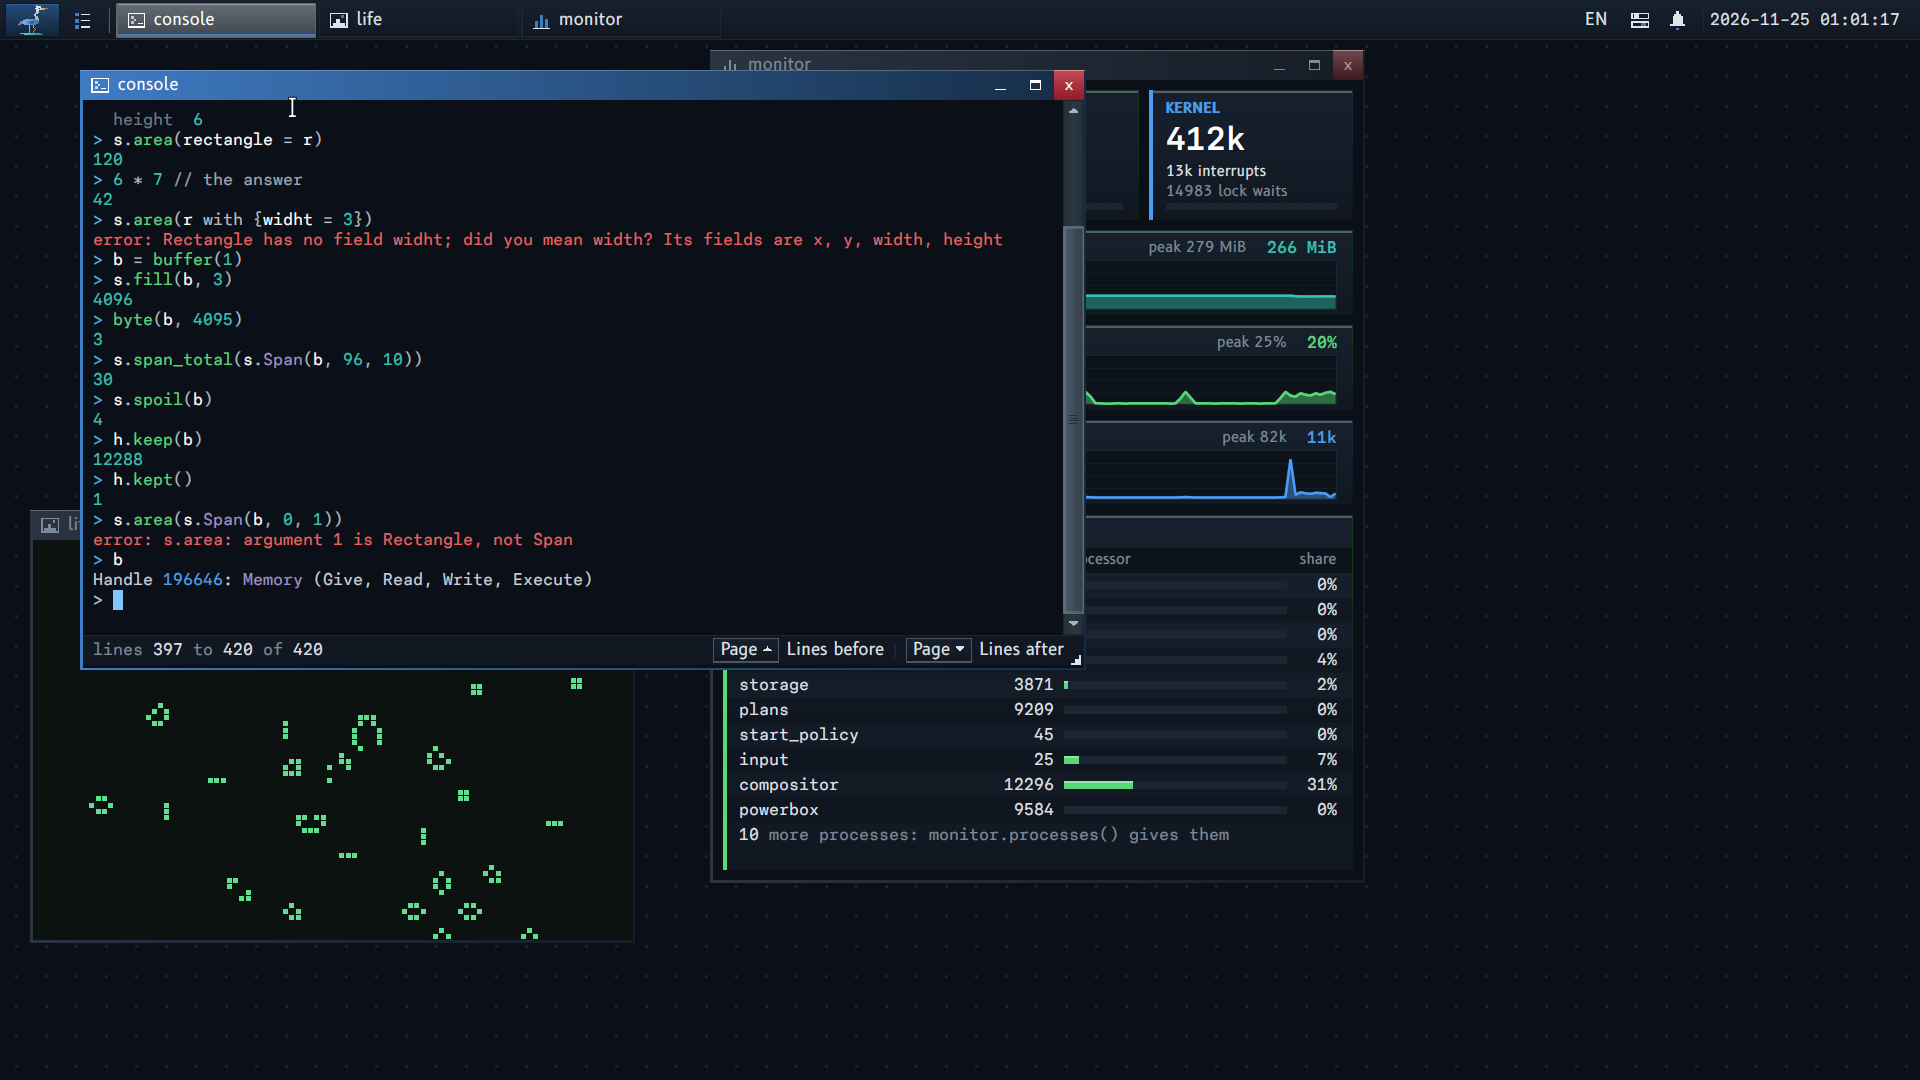 console
life
monitor
EN
2026-11-25 01:01:17
monitor
x
console
x
height 6
> s.area(rectangle = r)
120
> 6 * 7 // the answer
42
> s.area(r with {widht = 3})
error: Rectangle has no field widht; did you mean width? Its fields are x, y, width, height
> b = buffer(1)
> s.fill(b, 3)
4096
> byte(b, 4095)
3
> s.span_total(s.Span(b, 96, 10))
30
> s.spoil(b)
4
> h.keep(b)
12288
> h.kept()
1
> s.area(s.Span(b, 0, 1))
error: s.area: argument 1 is Rectangle, not Span
> b
Handle 196646: Memory (Give, Read, Write, Execute)
>
lines 397 to 420 of 420
Page Lines before
Page Lines after
KERNEL
412k
13k interrupts
14983 lock waits
peak 279 MiB 266 MiB
peak 25% 20%
peak 82k 11k
cessor share
0%
0%
0%
4%
storage 3871 2%
plans 9209 0%
start_policy 45 0%
input 25 7%
compositor 12296 31%
powerbox 9584 0%
10 more processes: monitor.processes() gives them
li